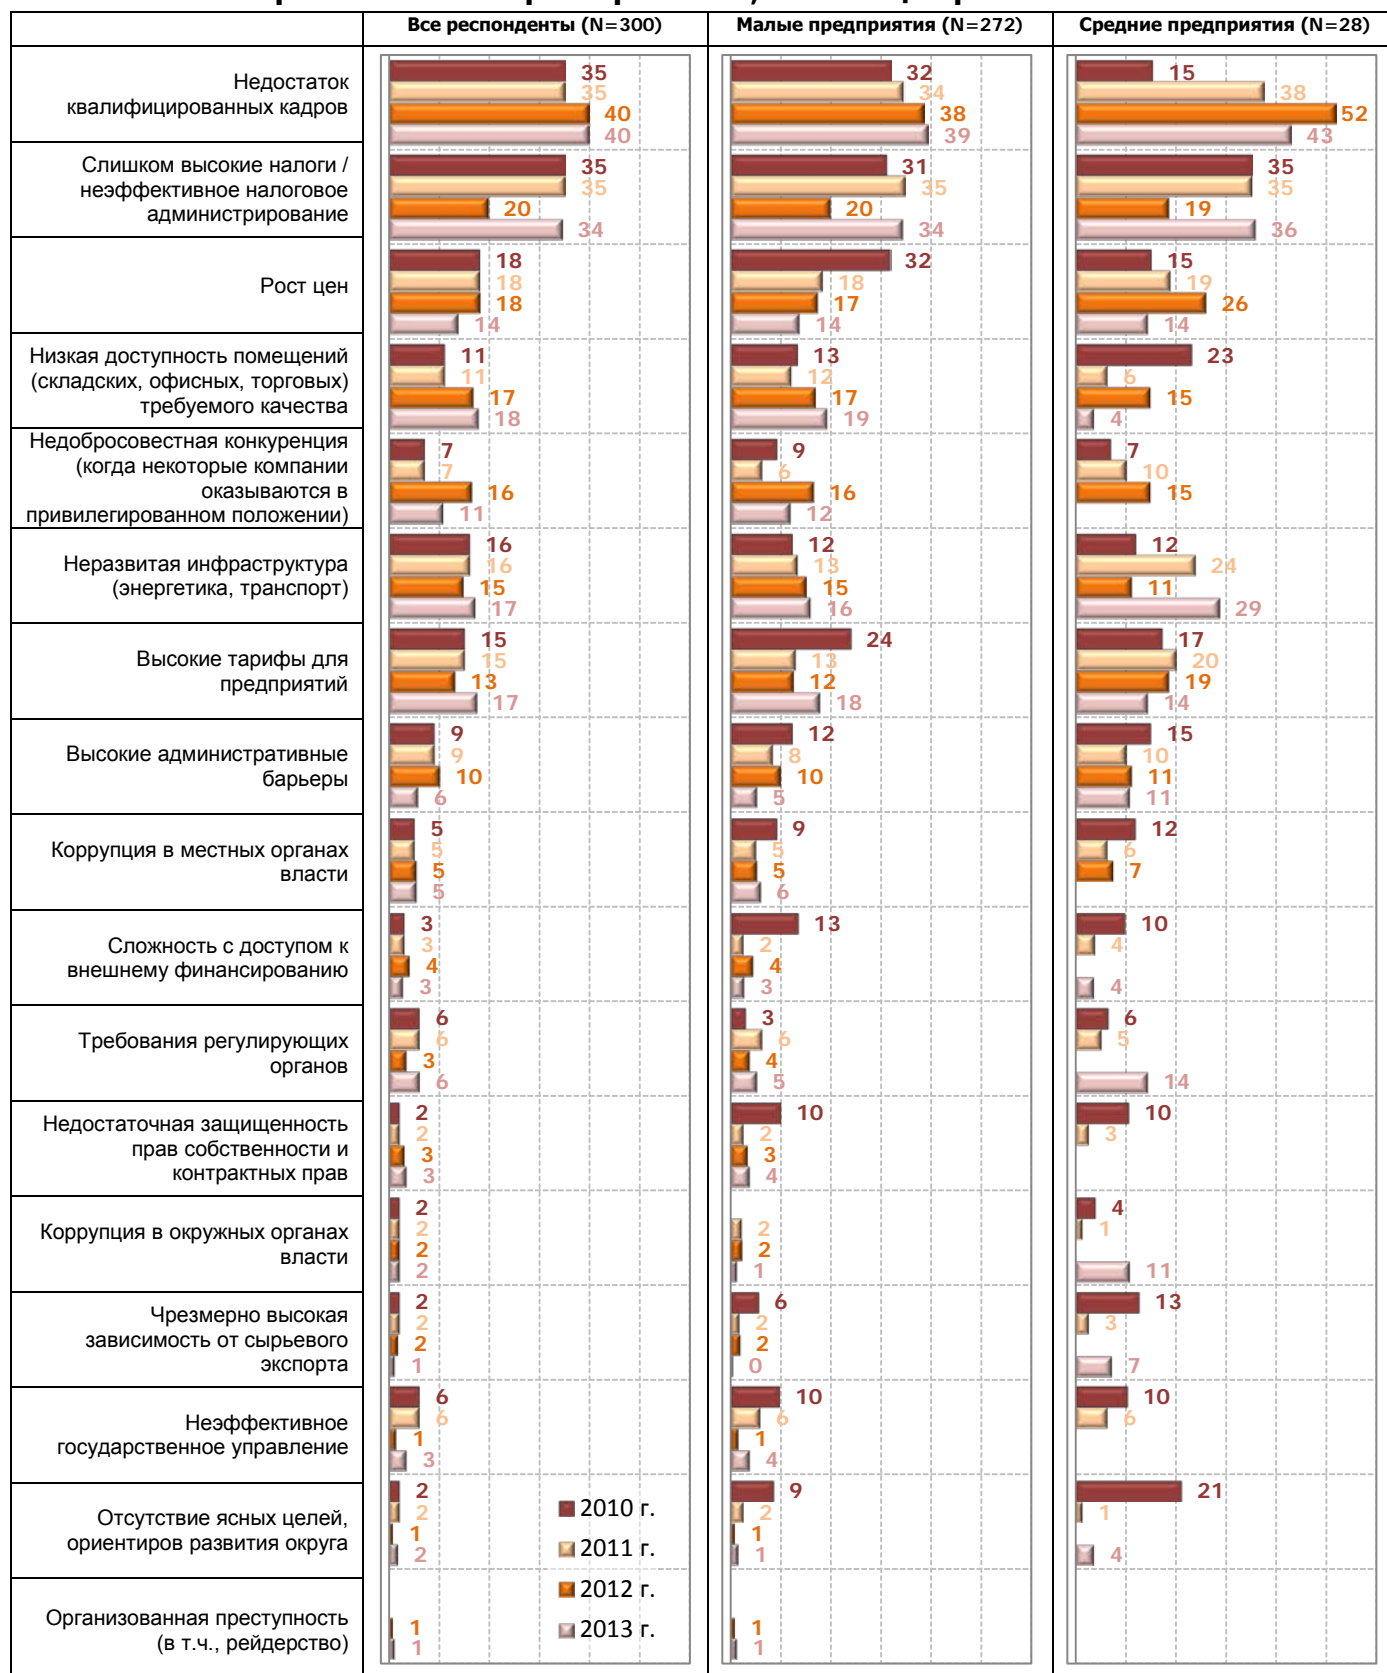 Все респонденты (N=300) Малые предприятия (N=272) Средние предприятия (N=28)
Недостаток
квалифицированных кадров
35 32 15
35 34 38
40 38 52
40 39 43
Слишком высокие налоги /
неэффективное налоговое
администрирование
35 31 35
35 35 35
20 20 19
34 34 36
Рост цен
18 32 15
18 18 19
18 17 26
14 14 14
Низкая доступность помещений
(складских, офисных, торговых)
требуемого качества
11 13 23
11 12 6
17 17 15
18 19 4
Недобросовестная конкуренция
(когда некоторые компании
оказываются в
привилегированном положении)
7 9 7
7 6 10
16 16 15
11 12
Неразвитая инфраструктура
(энергетика, транспорт)
16 12 12
16 13 24
15 15 11
17 16 29
Высокие тарифы для
предприятий
15 24 17
15 13 20
13 12 19
17 18 14
Высокие административные
барьеры
9 12 15
9 8 10
10 10 11
6 5 11
Коррупция в местных органах
власти
5 9 12
5 5 6
5 5 7
5 6
Сложность с доступом к
внешнему финансированию
3 13 10
3 2 4
4 4
3 3 4
Требования регулирующих
органов
6 3 6
6 6 5
3 4
6 5 14
Недостаточная защищенность
прав собственности и
контрактных прав
2 10 10
2 2 3
3 3
3 4
Коррупция в окружных органах
власти
2 4
2 2 1
2 2
2 1 11
Чрезмерно высокая
зависимость от сырьевого
экспорта
2 6 13
2 2 3
2 2
1 0 7
Неэффективное
государственное управление
6 10 10
6 6 6
1 1
3 4
Отсутствие ясных целей,
ориентиров развития округа
2 9 21
2 2 1
1 1
2 1 4
Организованная преступность
(в т.ч., рейдерство)
1 1
1 1
2010 г.
2011 г.
2012 г.
2013 г.